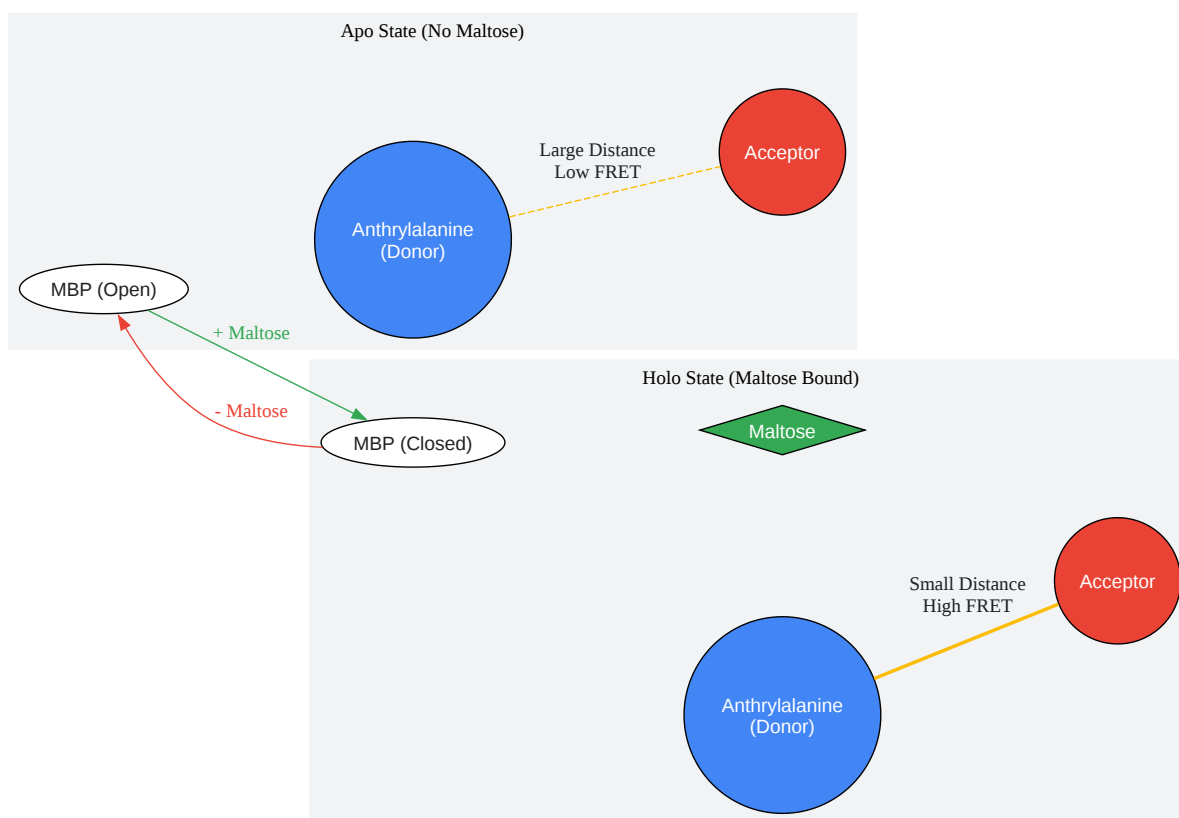 Apo State (No Maltose)
Acceptor
Large Distance
Low FRET
Anthrylalanine
(Donor)
MBP (Open)
+ Maltose
- Maltose
Holo State (Maltose Bound)
Maltose
MBP (Closed)
Acceptor
Small Distance
High FRET
Anthrylalanine
(Donor)